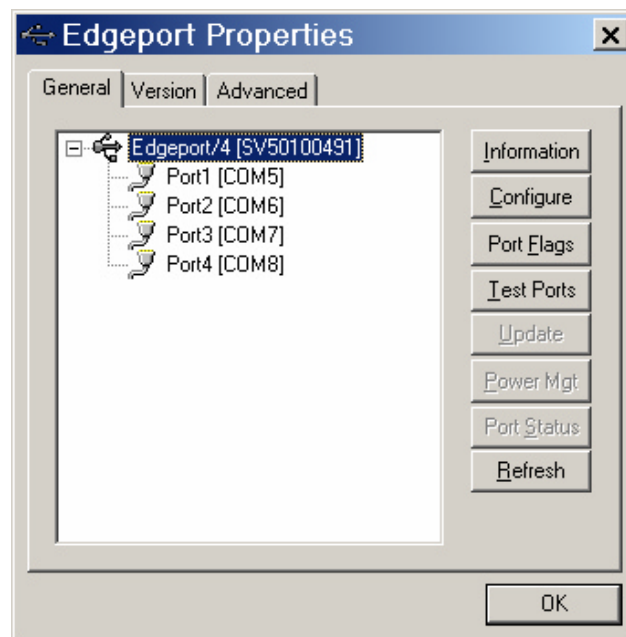 Edgeport Properties
General Version Advanced
Edgeport/4 [SV50100491]
Port1 [COM5]
Port2 [COM6]
Port3 [COM7]
Port4 [COM8]
Information
Configure
Port Flags
Test Ports
Update
Power Mgt
Port Status
Refresh
OK